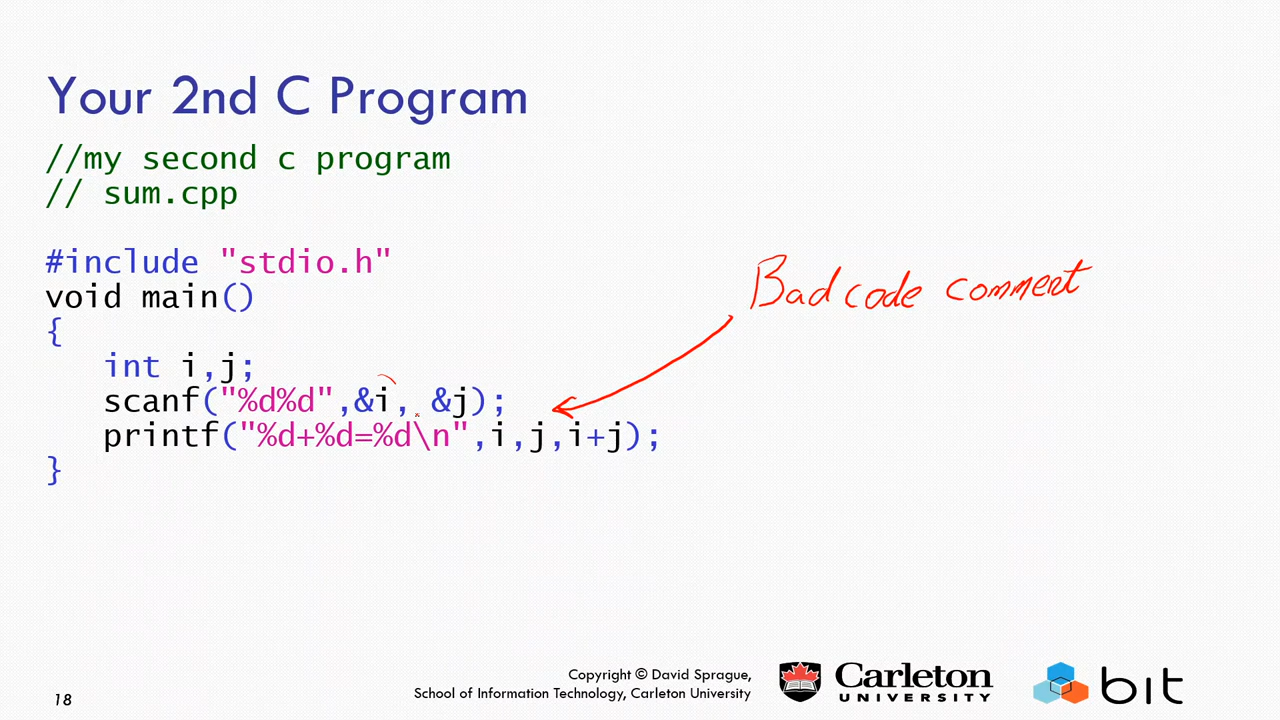 Your 2nd C Program
//my second c program
// sum.cpp
#include "stdio.h"
void main()
{
int i,j;
scanf("%d%d",&i, &j);
printf("%d+%d=%d\n",i,j,i+j);
}
Bad code comment
18
Copyright © David Sprague,
School of Information Technology, Carleton University
Carleton
UNIVERSITY
bit